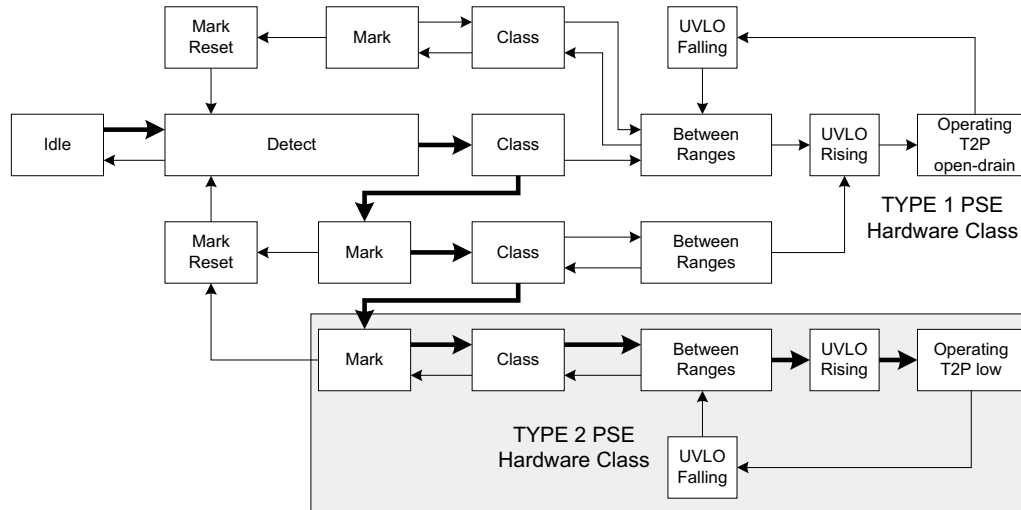 Mark
Reset
Mark
Class
UVLO
Falling
Idle
Detect
Class
Between
Ranges
UVLO
Rising
Operating
T2P
open-drain
TYPE 1 PSE
Hardware Class
Mark
Reset
Mark
Class
Between
Ranges
Mark
Class
Between
Ranges
UVLO
Rising
Operating
T2P low
TYPE 2 PSE
Hardware Class
UVLO
Falling